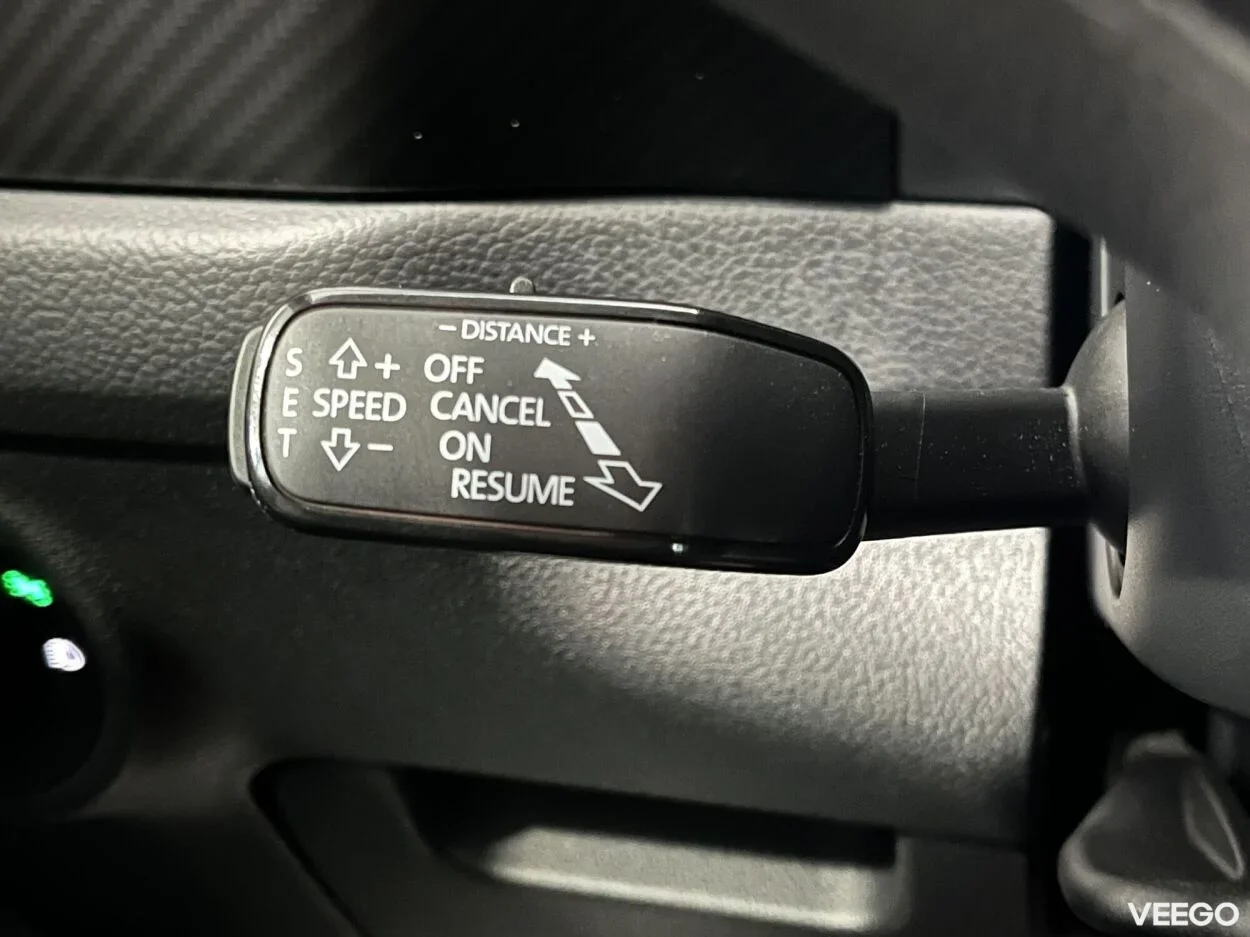 – DISTANCE +
S + OFF
E SPEED CANCEL
T – ON
RESUME
VEEGO